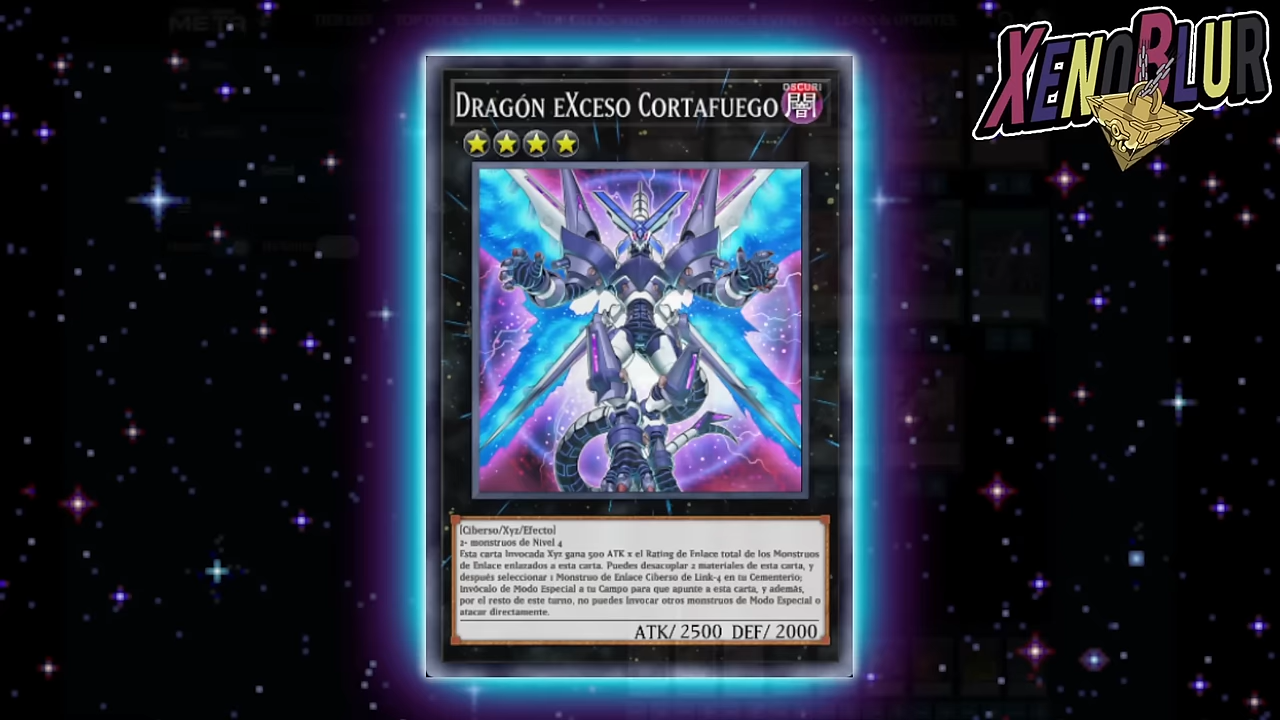 META
XENOBLUR
DRAGÓN EXCESO CORTAFUEGO
OSCURI
闇
[Ciberso/Xyz/Efecto]
2+ monstruos de Nivel 4
Esta carta Invocada Xyz gana 500 ATK x el Rating de Enlace total de los Monstruos
de Enlace enlazados a esta carta. Puedes desacoplar 2 materiales de esta carta, y
después seleccionar 1 Monstruo de Enlace Ciberso de Link-4 en tu Cementerio;
Invócalo de Modo Especial a tu Campo para que apunte a esta carta, y además,
por el resto de este turno, no puedes Invocar otros monstruos de Modo Especial o
atacar directamente.
ATK/ 2500 DEF/ 2000